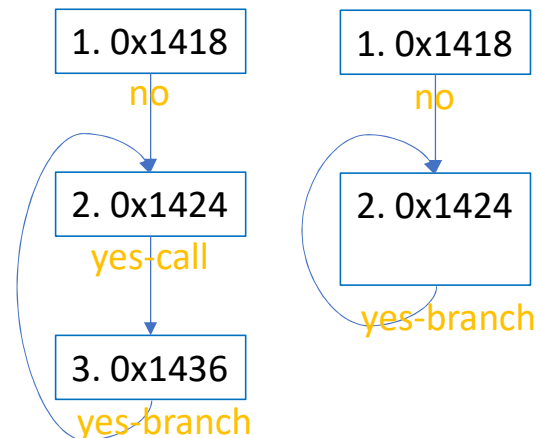 1. 0x1418
no
2. 0x1424
yes-call
3. 0x1436
yes-branch
1. 0x1418
no
2. 0x1424
yes-branch